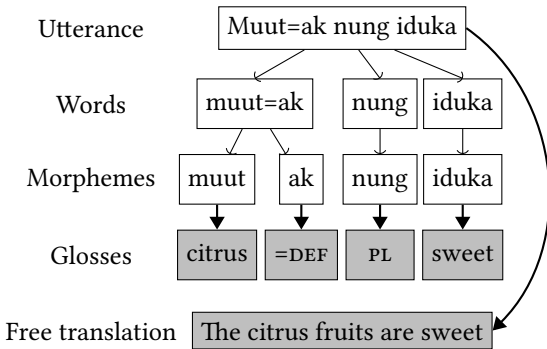 Utterance Muut=ak nung iduka
Words muut=ak nung iduka
Morphemes muut ak nung iduka
Glosses citrus =DEF PL sweet
Free translation The citrus fruits are sweet